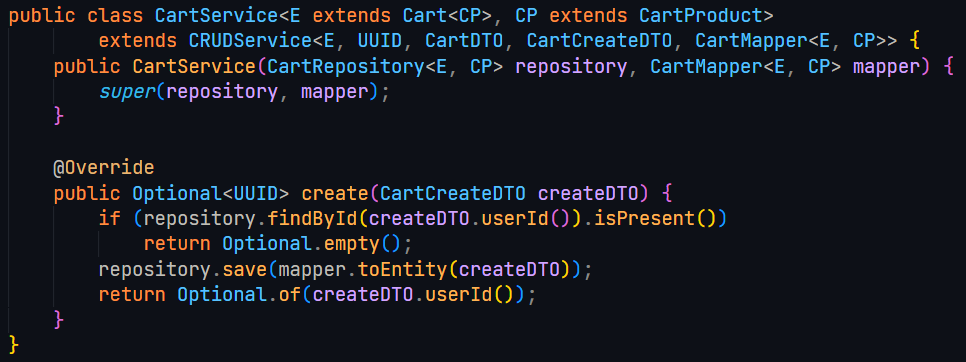 public class CartService<E extends Cart<CP>, CP extends CartProduct>
        extends CRUDService<E, UUID, CartDTO, CartCreateDTO, CartMapper<E, CP>> {
    public CartService(CartRepository<E, CP> repository, CartMapper<E, CP> mapper) {
        super(repository, mapper);
    }

    @Override
    public Optional<UUID> create(CartCreateDTO createDTO) {
        if (repository.findById(createDTO.userId()).isPresent())
            return Optional.empty();
        repository.save(mapper.toEntity(createDTO));
        return Optional.of(createDTO.userId());
    }
}